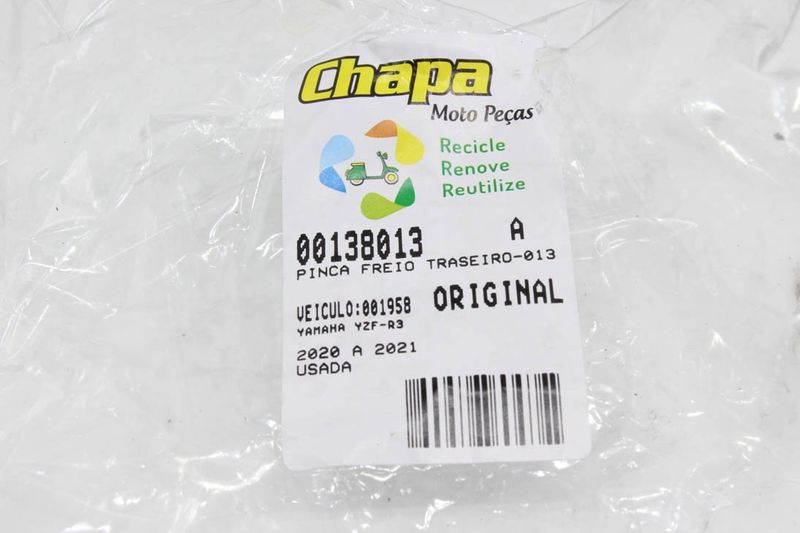 Chapa
Moto Peças
Recicle
Renove
Reutilize
00138013 A
PINCA FREIO TRASEIRO-013
VEICULO:001958 ORIGINAL
YAMAHA YZF-R3
2020 A 2021
USADA